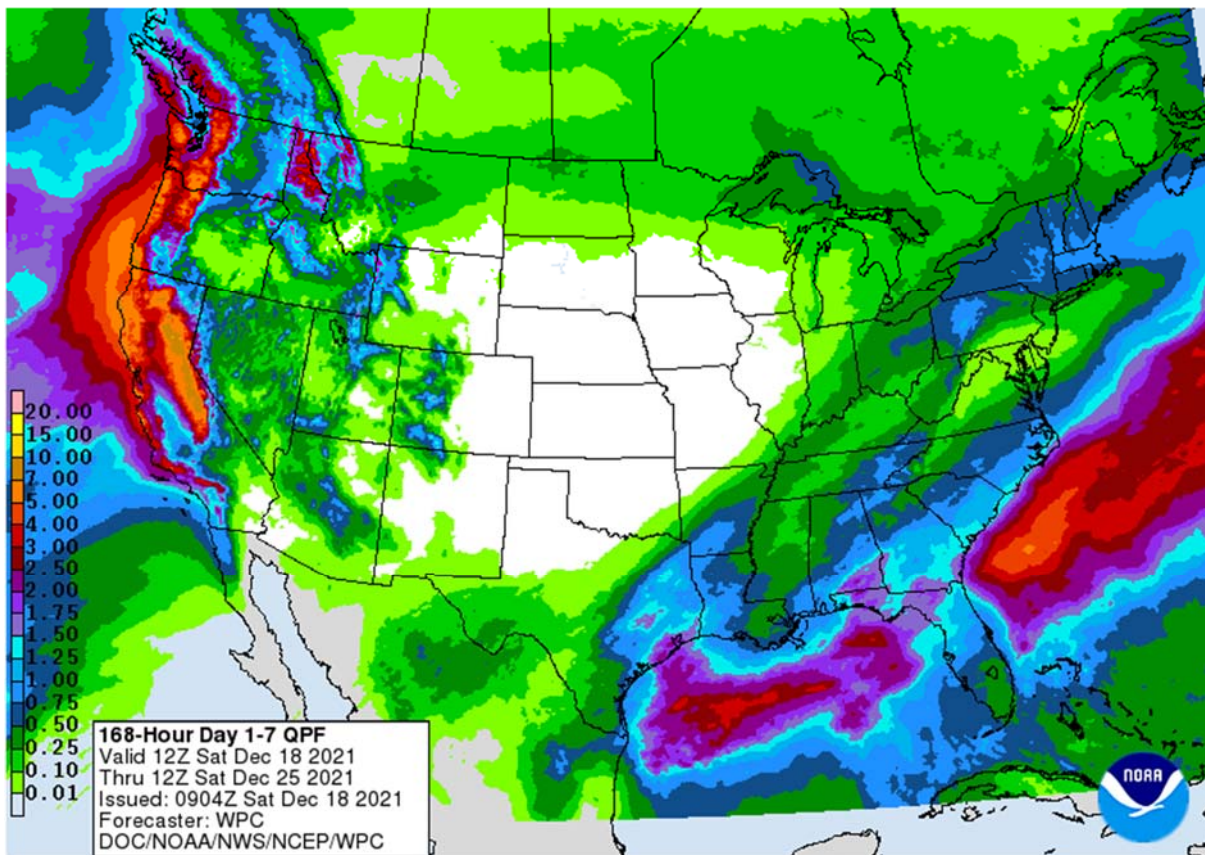 20.00
15.00
10.00
7.00
5.00
4.00
3.00
2.50
2.00
1.75
1.50
1.25
1.00
0.75
0.50
0.25
0.10
0.01
168-Hour Day 1-7 QPF
Valid 12Z Sat Dec 18 2021
Thru 12Z Sat Dec 25 2021
Issued: 0904Z Sat Dec 18 2021
Forecaster: WPC
DOC/NOAA/NWS/NCEP/WPC
NOAA